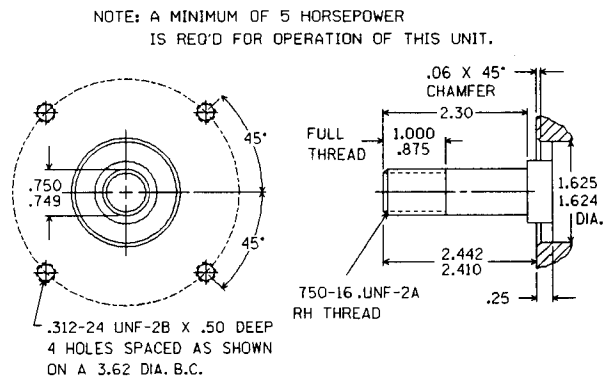 NOTE: A MINIMUM OF 5 HORSEPOWER
IS REQ'D FOR OPERATION OF THIS UNIT.
.06 X 45°
CHAMFER
2.30
FULL
THREAD
1.000
.875
45°
.750
.749
45°
1.625
1.624
DIA.
2.442
2.410
.25
750-16.UNF-2A
RH THREAD
.312-24 UNF-2B X .50 DEEP
4 HOLES SPACED AS SHOWN
ON A 3.62 DIA. B.C.